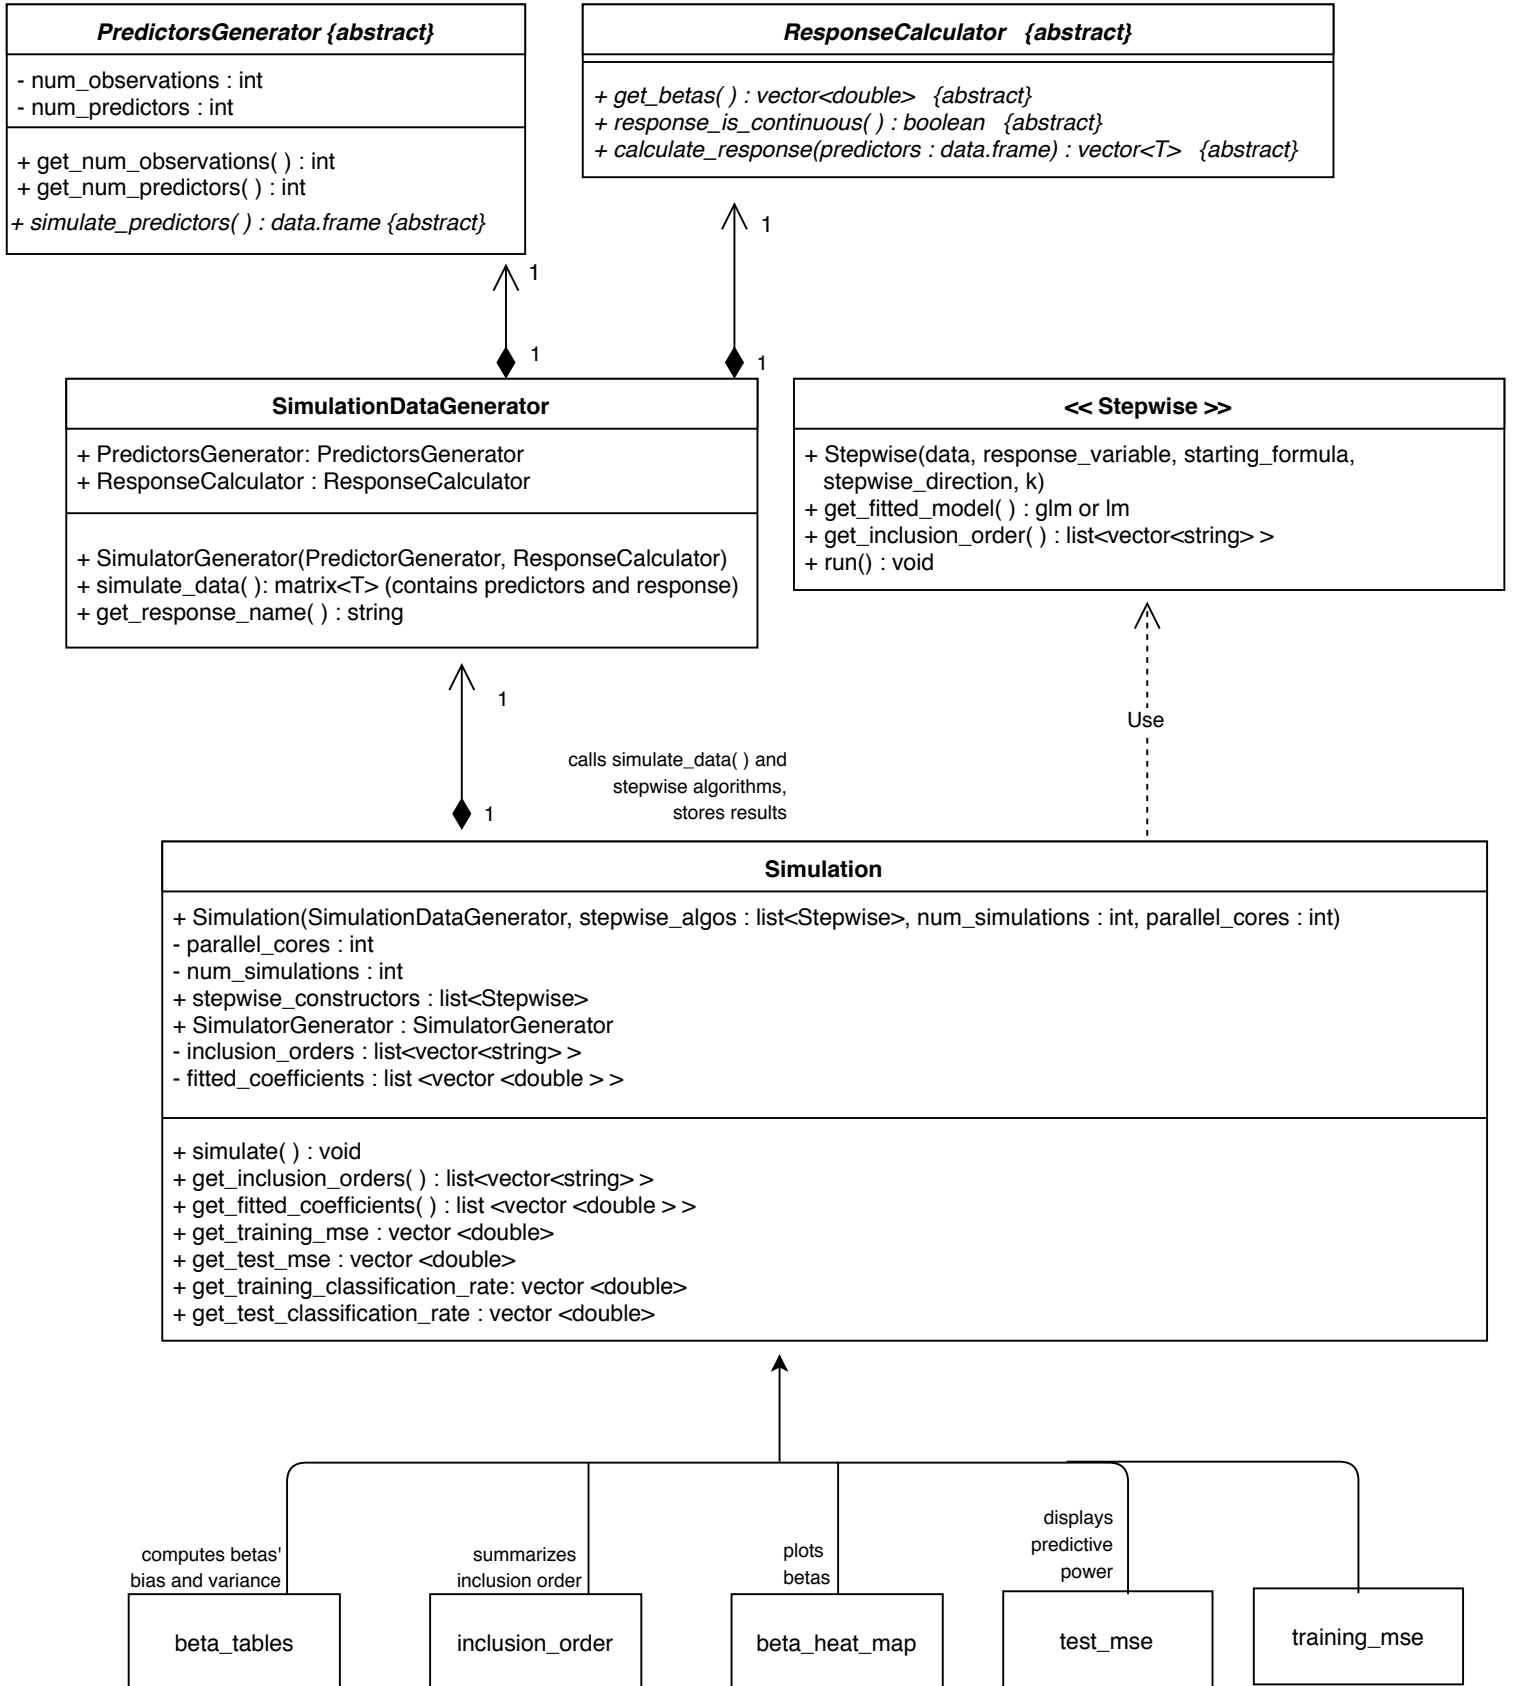 PredictorsGenerator {abstract}
- num_observations : int
- num_predictors : int
+ get_num_observations( ) : int
+ get_num_predictors( ) : int
+ simulate_predictors( ) : data.frame {abstract}
ResponseCalculator {abstract}
+ get_betas( ) : vector<double> {abstract}
+ response_is_continuous( ) : boolean {abstract}
+ calculate_response(predictors : data.frame) : vector<T> {abstract}
1
1
1
1
SimulationDataGenerator
+ PredictorsGenerator: PredictorsGenerator
+ ResponseCalculator : ResponseCalculator
+ SimulatorGenerator(PredictorGenerator, ResponseCalculator)
+ simulate_data( ): matrix<T> (contains predictors and response)
+ get_response_name( ) : string
<< Stepwise >>
+ Stepwise(data, response_variable, starting_formula,
stepwise_direction, k)
+ get_fitted_model( ) : glm or lm
+ get_inclusion_order( ) : list<vector<string> >
+ run() : void
1
1
calls simulate_data( ) and
stepwise algorithms,
stores results
Use
Simulation
+ Simulation(SimulationDataGenerator, stepwise_algos : list<Stepwise>, num_simulations : int, parallel_cores : int)
- parallel_cores : int
- num_simulations : int
+ stepwise_constructors : list<Stepwise>
+ SimulatorGenerator : SimulatorGenerator
- inclusion_orders : list<vector<string> >
- fitted_coefficients : list <vector <double > >
+ simulate( ) : void
+ get_inclusion_orders( ) : list<vector<string> >
+ get_fitted_coefficients( ) : list <vector <double > >
+ get_training_mse : vector <double>
+ get_test_mse : vector <double>
+ get_training_classification_rate: vector <double>
+ get_test_classification_rate : vector <double>
computes betas'
bias and variance
summarizes
inclusion order
plots
betas
displays
predictive
power
beta_tables
inclusion_order
beta_heat_map
test_mse
training_mse